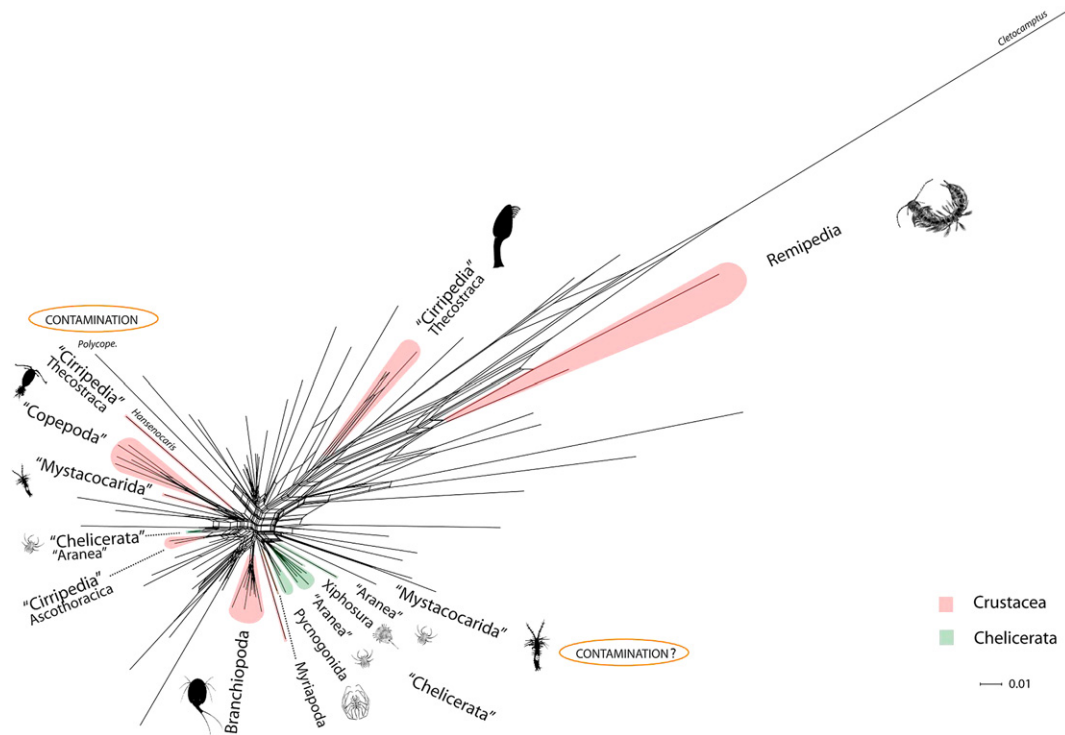 Cletocamptus
Remipedia
"Cirripedia"
Thecostraca
CONTAMINATION
Polycope.
"Cirripedia"
Thecostraca
Hansenocaris
"Copepoda"
"Mystacocarida"
"Chelicerata"
"Aranea"
"Cirripedia"
Ascothoracica
Branchiopoda
Myriapoda
Pycnogonida
"Aranea"
Xiphosura
"Aranea"
"Mystacocarida"
"Chelicerata"
CONTAMINATION?
Crustacea
Chelicerata
0.01